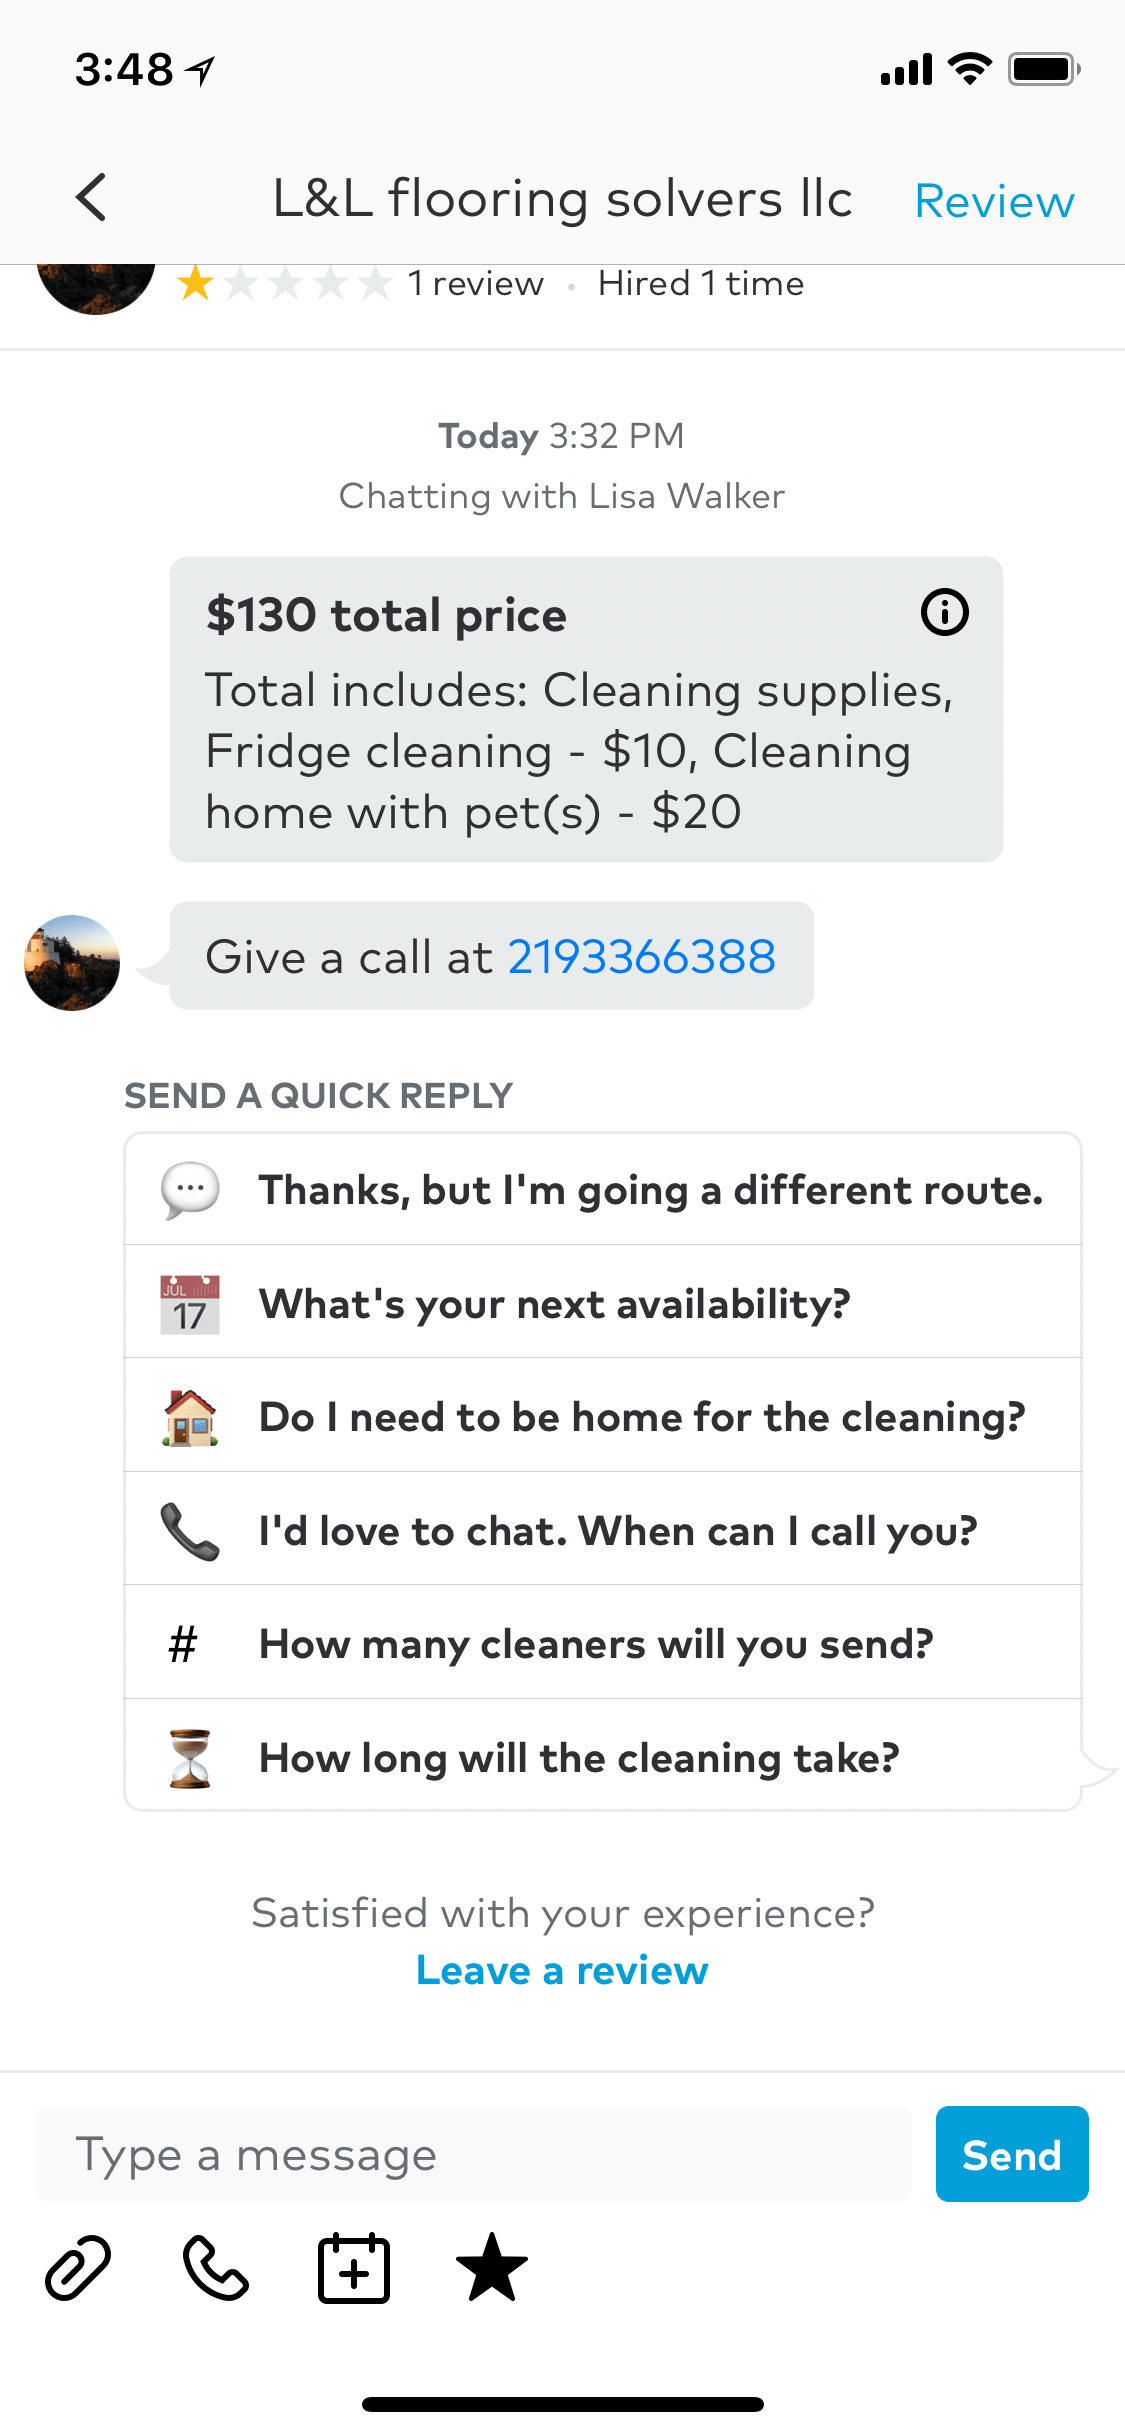 3:48
L&L flooring solvers llc
Review
1 review • Hired 1 time
Today 3:32 PM
Chatting with Lisa Walker
$130 total price
Total includes: Cleaning supplies,
Fridge cleaning - $10, Cleaning
home with pet(s) - $20
Give a call at 2193366388
SEND A QUICK REPLY
Thanks, but I'm going a different route.
JUL
17
What's your next availability?
Do I need to be home for the cleaning?
I'd love to chat. When can I call you?
# How many cleaners will you send?
How long will the cleaning take?
Satisfied with your experience?
Leave a review
Type a message
Send